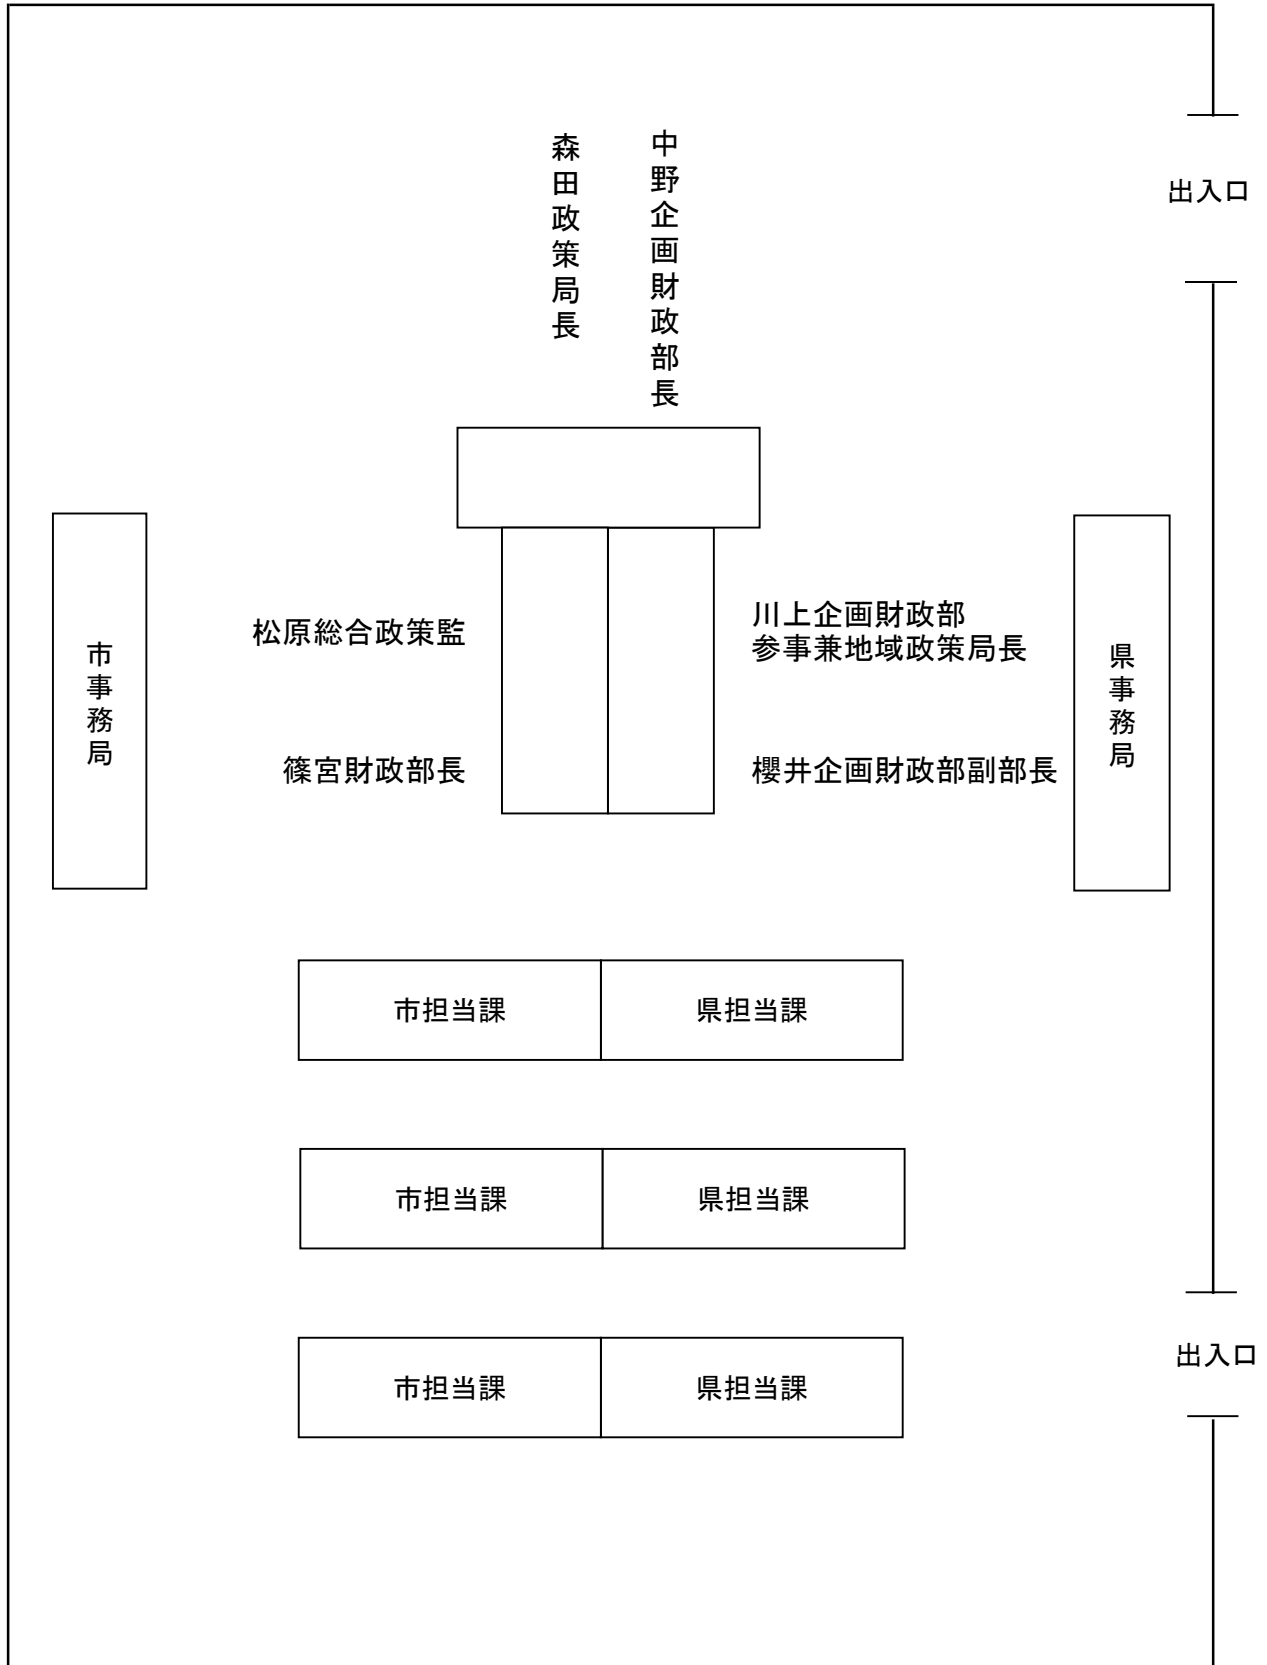 森田政策局長
中野企画財政部長
出入口
松原総合政策監
川上企画財政部
参事兼地域政策局長
市事務局
県事務局
篠宮財政部長
櫻井企画財政部副部長
市担当課
県担当課
市担当課
県担当課
出入口
市担当課
県担当課